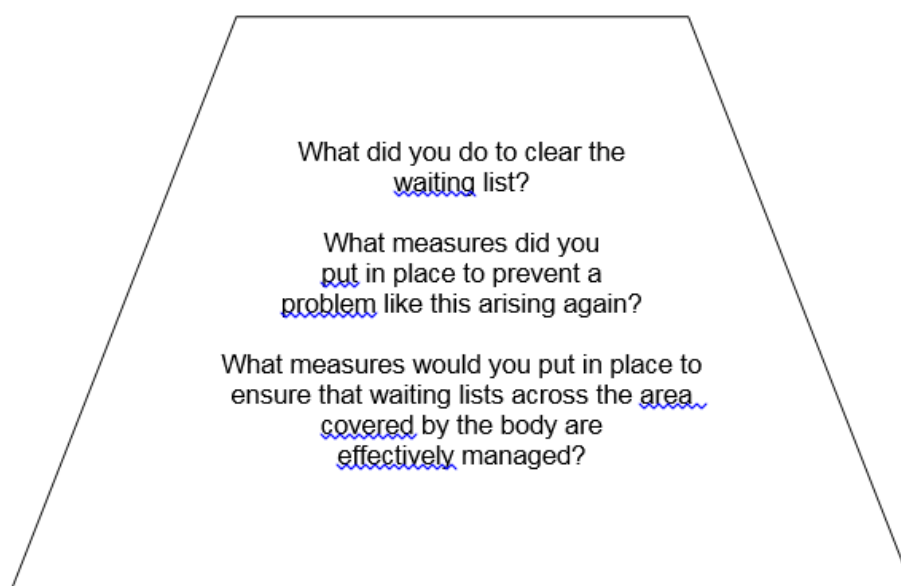 What did you do to clear the
waiting list?
What measures did you
put in place to prevent a
problem like this arising again?
What measures would you put in place to
ensure that waiting lists across the area
covered by the body are
effectively managed?